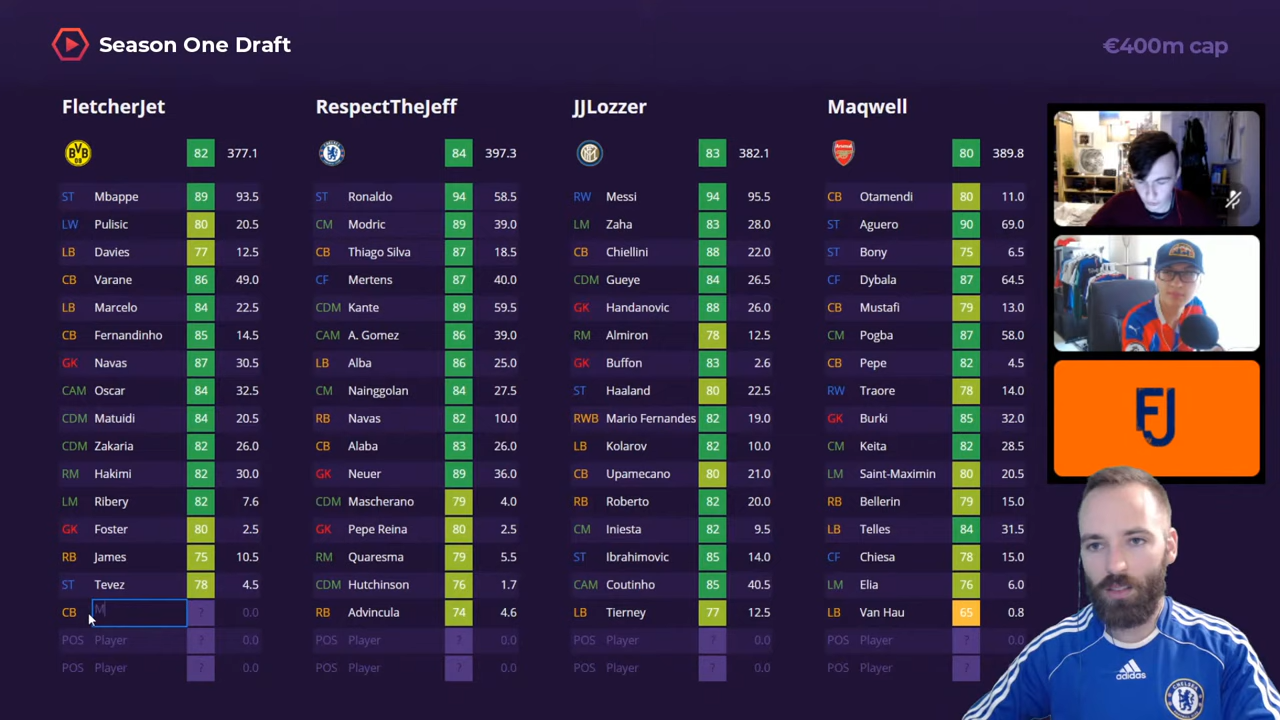 Season One Draft
€400m cap
FletcherJet
82 377.1
ST Mbappe 89 93.5
LW Pulisic 80 20.5
LB Davies 77 12.5
CB Varane 86 49.0
LB Marcelo 84 22.5
CB Fernandinho 85 14.5
GK Navas 87 30.5
CAM Oscar 84 32.5
CDM Matuidi 84 20.5
CDM Zakaria 82 26.0
RM Hakimi 82 30.0
LM Ribery 82 7.6
GK Foster 80 2.5
RB James 75 10.5
ST Tevez 78 4.5
CB M ? 0.0
POS Player ? 0.0
POS Player ? 0.0
RespectTheJeff
84 397.3
ST Ronaldo 94 58.5
CM Modric 89 39.0
CB Thiago Silva 87 18.5
CF Mertens 87 40.0
CDM Kante 89 59.5
CAM A. Gomez 86 39.0
LB Alba 86 25.0
CM Nainggolan 84 27.5
RB Navas 82 10.0
CB Alaba 83 26.0
GK Neuer 89 36.0
CDM Mascherano 79 4.0
GK Pepe Reina 80 2.5
RM Quaresma 79 5.5
CDM Hutchinson 76 1.7
RB Advincula 74 4.6
POS Player ? 0.0
POS Player ? 0.0
JJLozzer
83 382.1
RW Messi 94 95.5
LM Zaha 83 28.0
CB Chiellini 88 22.0
CDM Gueye 84 26.5
GK Handanovic 88 26.0
RM Almiron 78 12.5
GK Buffon 83 2.6
ST Haaland 80 22.5
RWB Mario Fernandes 82 19.0
LB Kolarov 82 10.0
CB Upamecano 80 21.0
RB Roberto 82 20.0
CM Iniesta 82 9.5
ST Ibrahimovic 85 14.0
CAM Coutinho 85 40.5
LB Tierney 77 12.5
POS Player ? 0.0
POS Player ? 0.0
Maqwell
80 389.8
CB Otamendi 80 11.0
ST Aguero 90 69.0
ST Bony 75 6.5
CF Dybala 87 64.5
CB Mustafi 79 13.0
CM Pogba 87 58.0
CB Pepe 82 4.5
RW Traore 78 14.0
GK Burki 85 32.0
CM Keita 82 28.5
LM Saint-Maximin 80 20.5
RB Bellerin 79 15.0
LB Telles 84 31.5
CF Chiesa 78 15.0
LM Elia 76 6.0
LB Van Hau 65 0.8
POS Player ? 0.0
POS Player ?
FJ
adidas